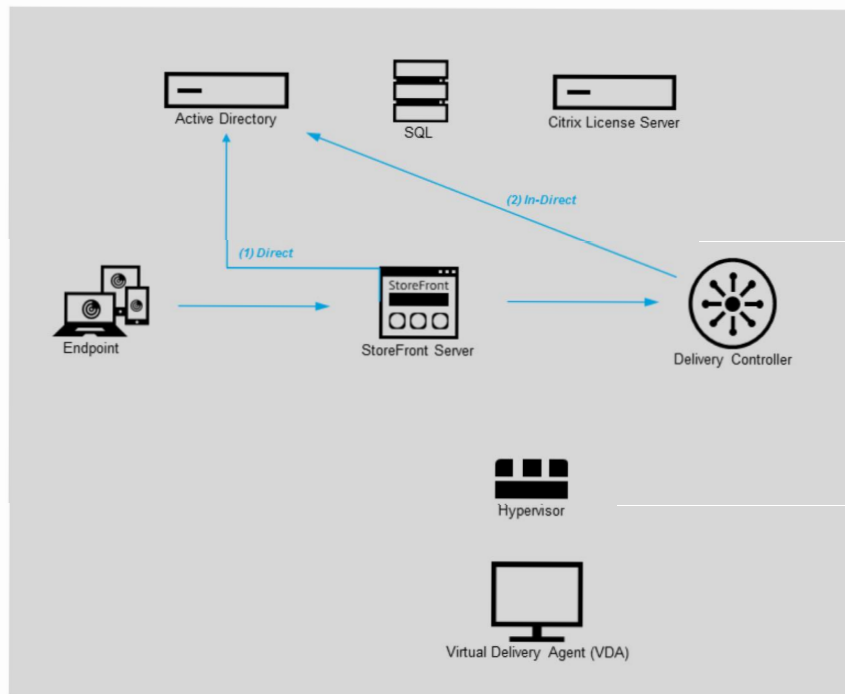 Active Directory
SQL
Citrix License Server
(2) In-Direct
(1) Direct
StoreFront
Endpoint
StoreFront Server
Delivery Controller
Hypervisor
Virtual Delivery Agent (VDA)